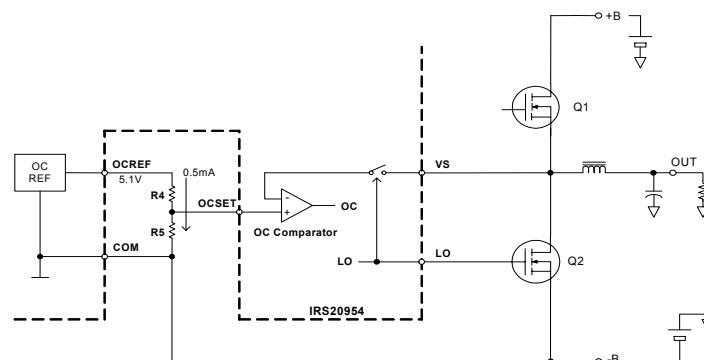 +B
Q1
OC
REF
OCREF
5.1V
0.5mA
VS
OUT
R4
OCSET
-
+
OC
R5
OC Comparator
COM
LO
LO
Q2
IRS20954
-B